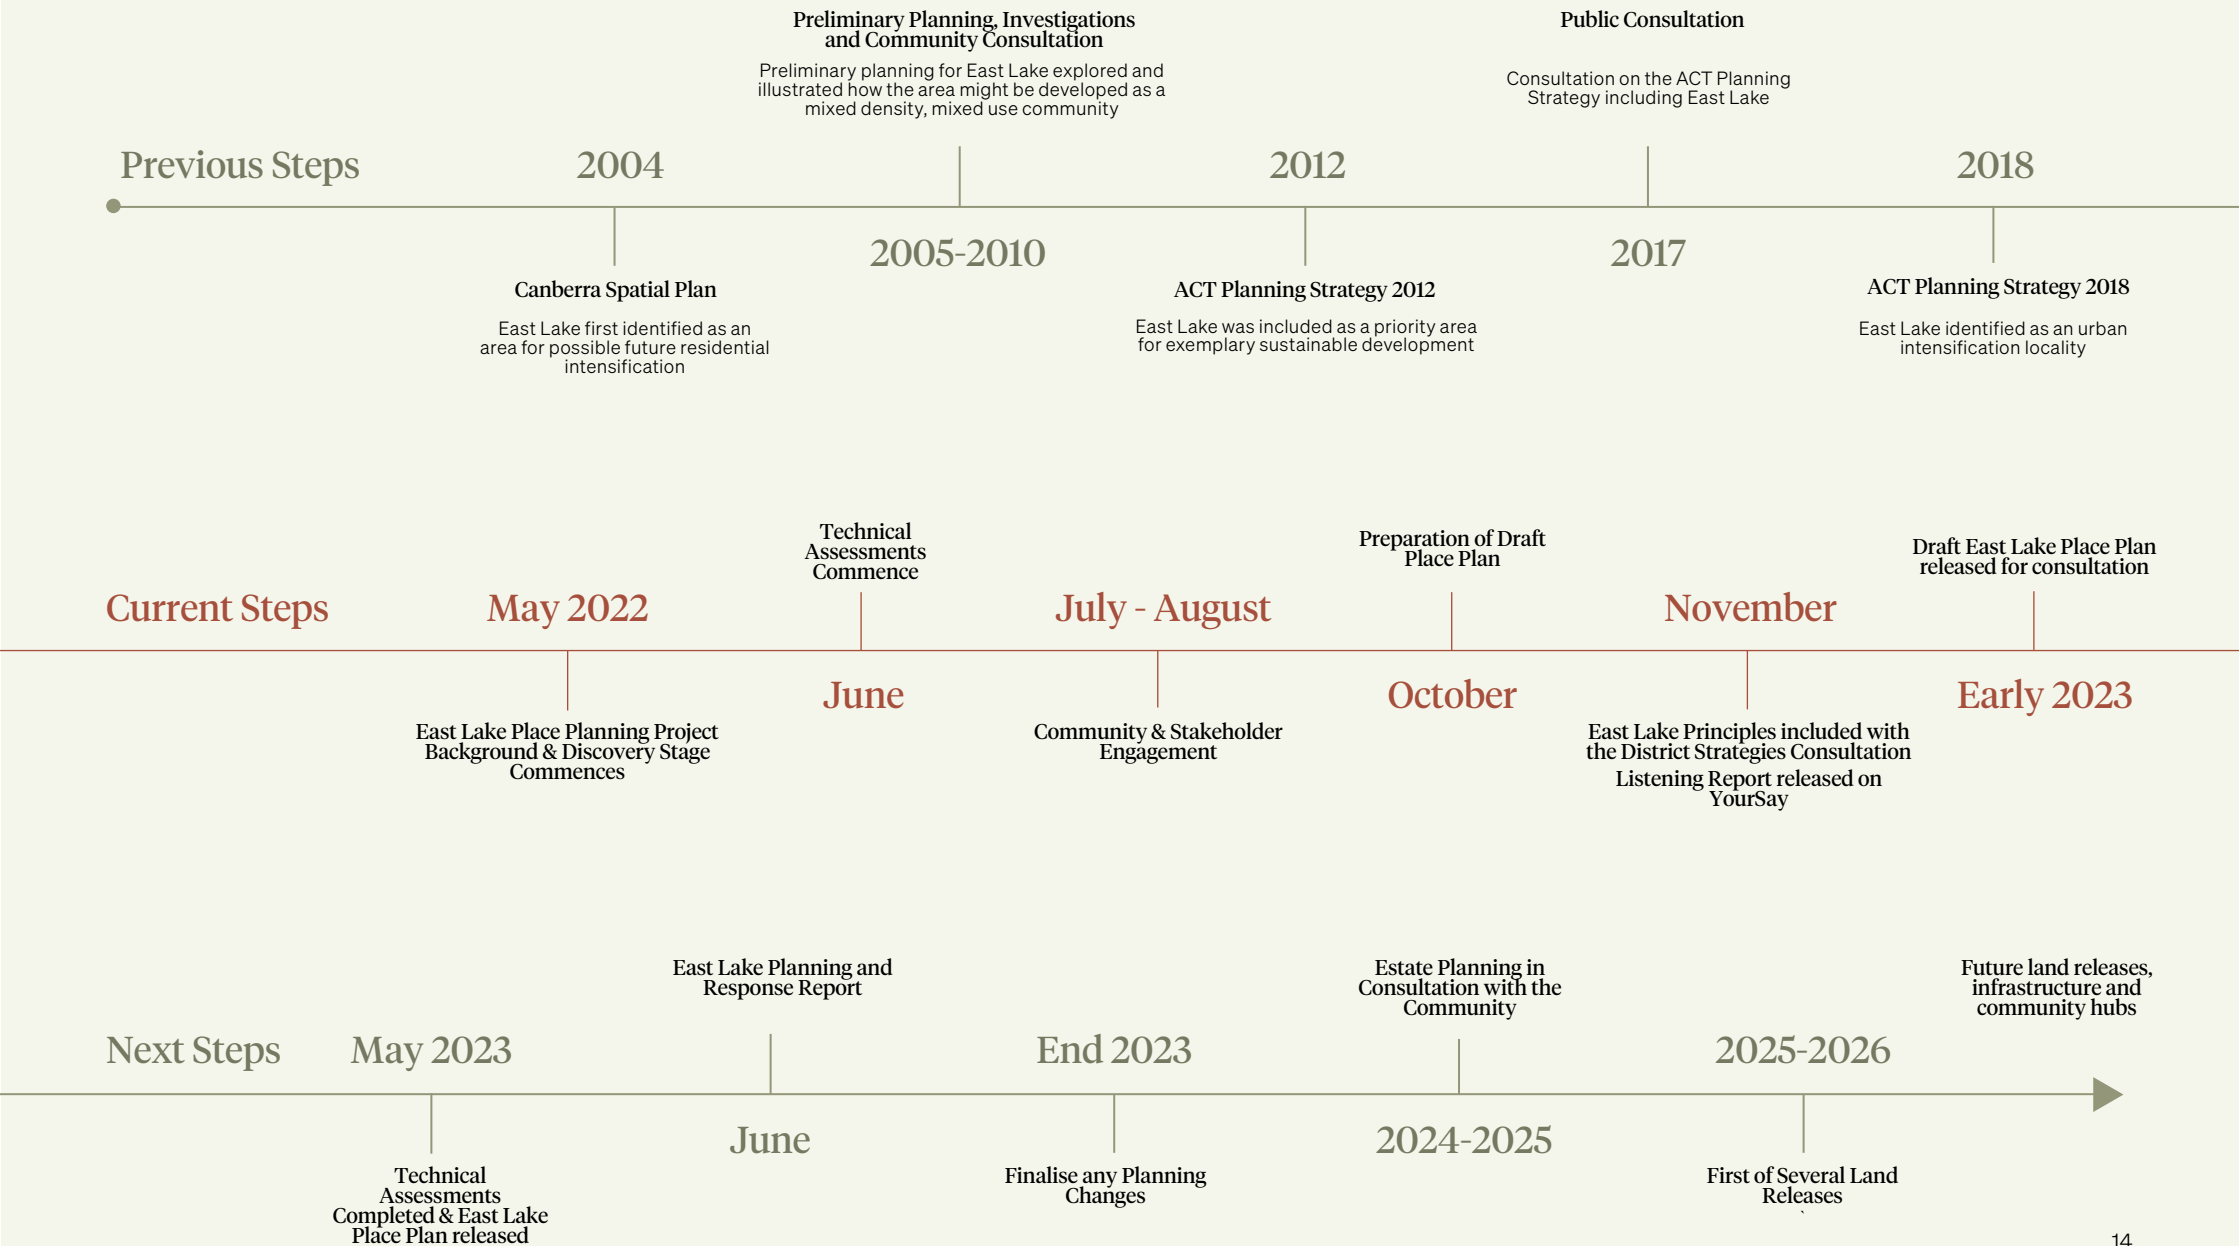 Preliminary Planning, Investigations
and Community Consultation
Preliminary planning for East Lake explored and
illustrated how the area might be developed as a
mixed density, mixed use community
Public Consultation
Consultation on the ACT Planning
Strategy including East Lake
Previous Steps
2004
2012
2018
2005-2010
2017
Canberra Spatial Plan
East Lake first identified as an
area for possible future residential
intensification
ACT Planning Strategy 2012
East Lake was included as a priority area
for exemplary sustainable development
ACT Planning Strategy 2018
East Lake identified as an urban
intensification locality
Technical
Assessments
Commence
Preparation of Draft
Place Plan
Draft East Lake Place Plan
released for consultation
Current Steps
May 2022
July - August
November
June
October
Early 2023
East Lake Place Planning Project
Background & Discovery Stage
Commences
Community & Stakeholder
Engagement
East Lake Principles included with
the District Strategies Consultation
Listening Report released on
YourSay
East Lake Planning and
Response Report
Estate Planning in
Consultation with the
Community
Future land releases,
infrastructure and
community hubs
Next Steps
May 2023
End 2023
2025-2026
June
2024-2025
Technical
Assessments
Completed & East Lake
Place Plan released
Finalise any Planning
Changes
First of Several Land
Releases
`
14